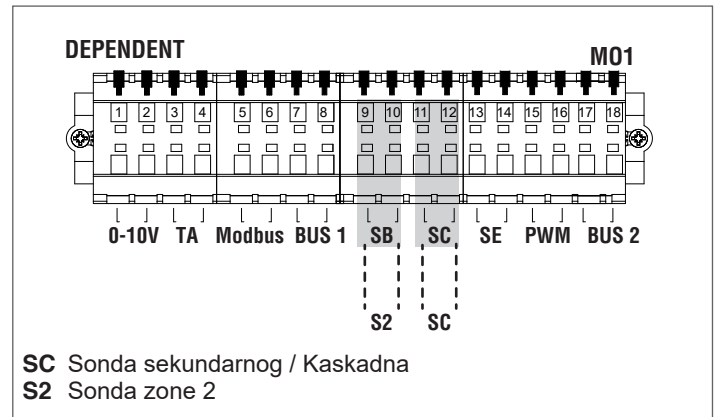 DEPENDENT
M01
1 2 3 4 5 6 7 8 9 10 11 12 13 14 15 16 17 18
0-10V TA Modbus BUS 1 SB SC SE PWM BUS 2
S2 SC
SC Sonda sekundarnog / Kaskadna
S2 Sonda zone 2